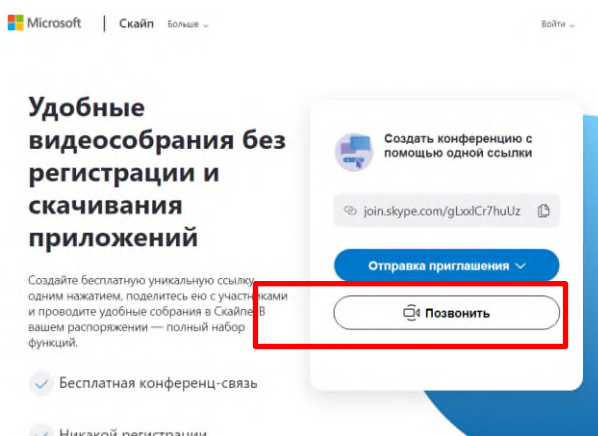 Microsoft | Скайп Больше
Войти
Удобные
видеособрания без
регистрации и
скачивания
приложений
Создайте бесплатную уникальную ссылку
одним нажатием, поделитесь ею с участниками
и проводите удобные собрания в Скайпе. В
вашем распоряжении — полный набор
функций.
Бесплатная конференц-связь
Никакой регистрации
Создать конференцию с
помощью одной ссылки
join.skype.com/gLxxlCr7huUz
Отправка приглашения
Позвонить